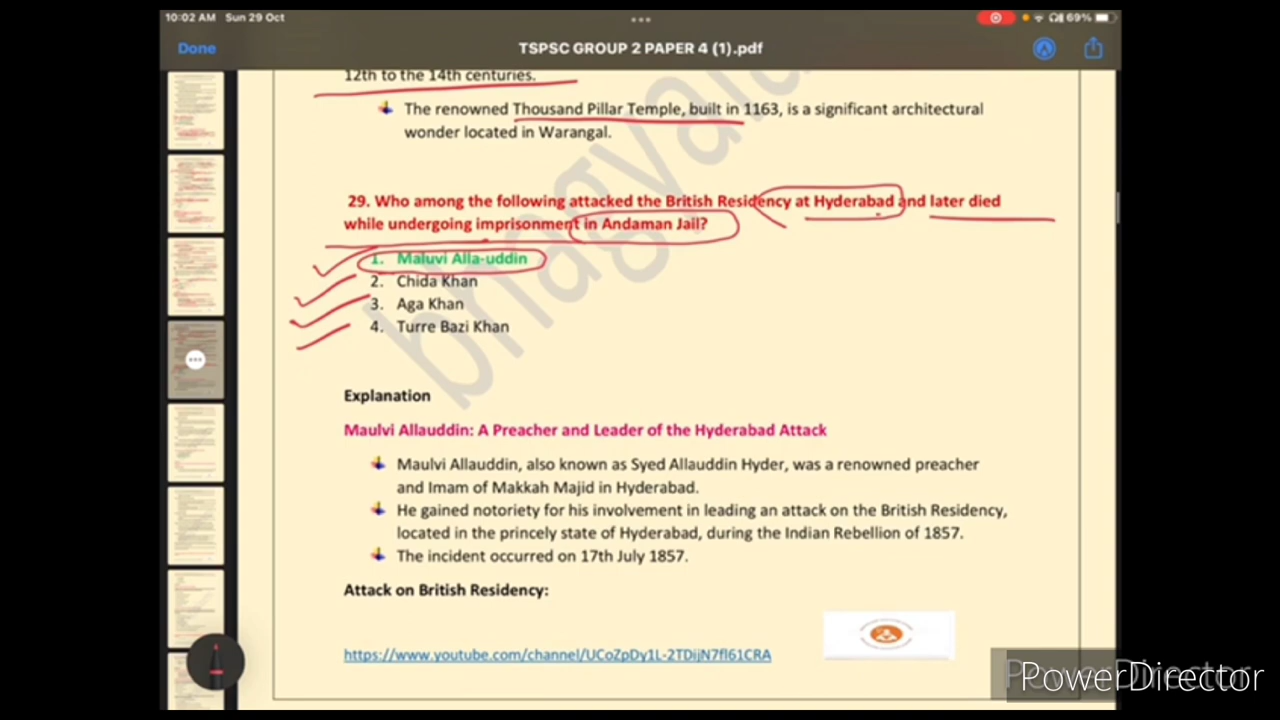 10:02 AM Sun 29 Oct
69%
Done
TSPSC GROUP 2 PAPER 4 (1).pdf
12th to the 14th centuries.
The renowned Thousand Pillar Temple, built in 1163, is a significant architectural
wonder located in Warangal.
29. Who among the following attacked the British Residency at Hyderabad and later died
while undergoing imprisonment in Andaman Jail?
1. Maluvi Alla-uddin
2. Chida Khan
3. Aga Khan
4. Turre Bazi Khan
bhagyala
Explanation
Maulvi Allauddin: A Preacher and Leader of the Hyderabad Attack
Maulvi Allauddin, also known as Syed Allauddin Hyder, was a renowned preacher
and Imam of Makkah Majid in Hyderabad.
He gained notoriety for his involvement in leading an attack on the British Residency,
located in the princely state of Hyderabad, during the Indian Rebellion of 1857.
The incident occurred on 17th July 1857.
Attack on British Residency:
https://www.youtube.com/channel/UCoZpDy1L-2TDijN7fl61CRA
PowerDirector